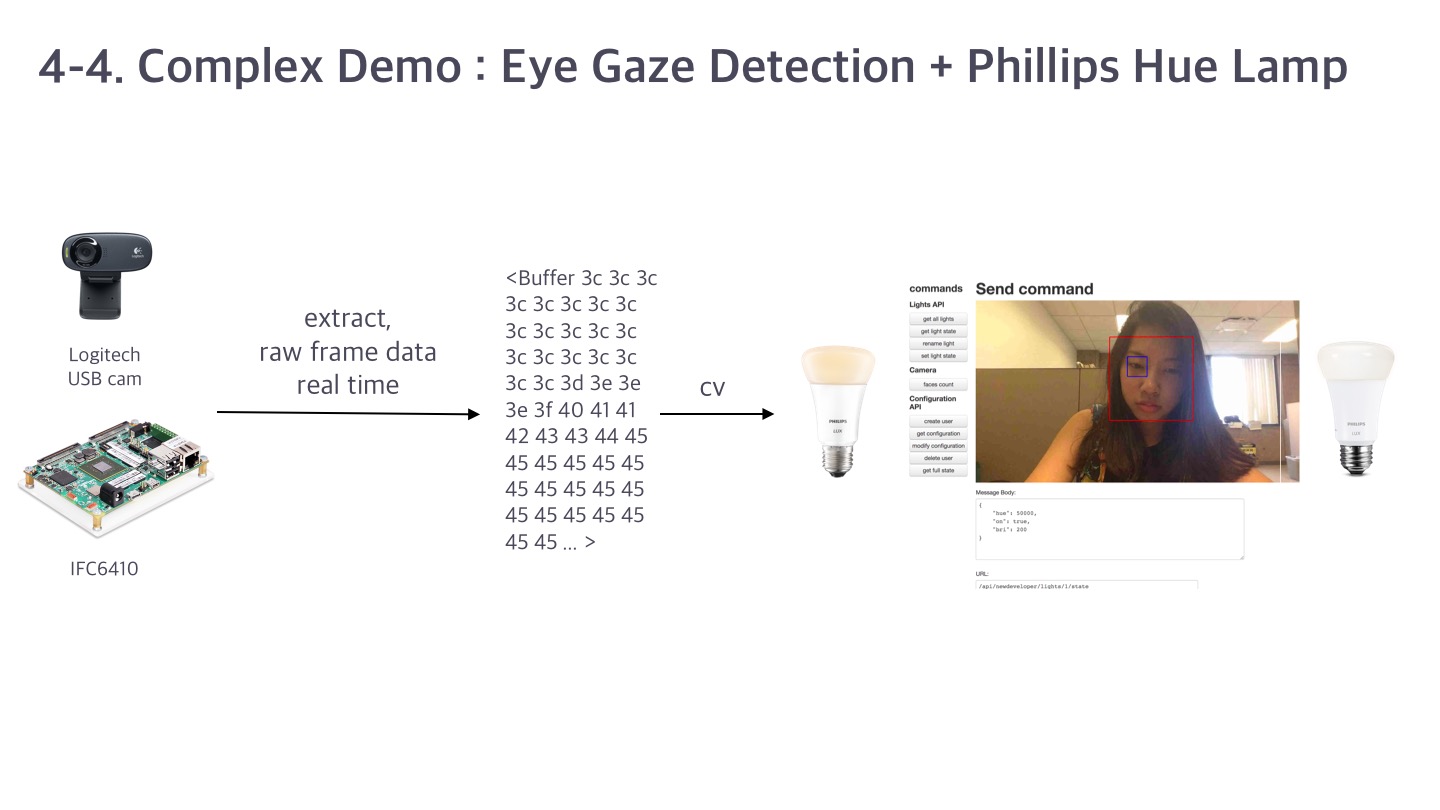 4-4. Complex Demo : Eye Gaze Detection + Phillips Hue Lamp
Logitech
Logitech
USB cam
IFC6410
extract,
raw frame data
real time
<Buffer 3c 3c 3c
3c 3c 3c 3c 3c
3c 3c 3c 3c 3c
3c 3c 3c 3c 3c
3c 3c 3d 3e 3e
3e 3f 40 41 41
42 43 43 44 45
45 45 45 45 45
45 45 45 45 45
45 45 45 45 45
45 45 ... >
cv
PHILIPS
LUX
commands
Lights API
get all lights
get light state
rename light
set light state
Camera
faces count
Configuration
API
create user
get configuration
modify configuration
delete user
get full state
Send command
Message Body:
{
"hue": 50000,
"on": true,
"bri": 200
}
URL:
/api/newdeveloper/lights/1/state
PHILIPS
LUX